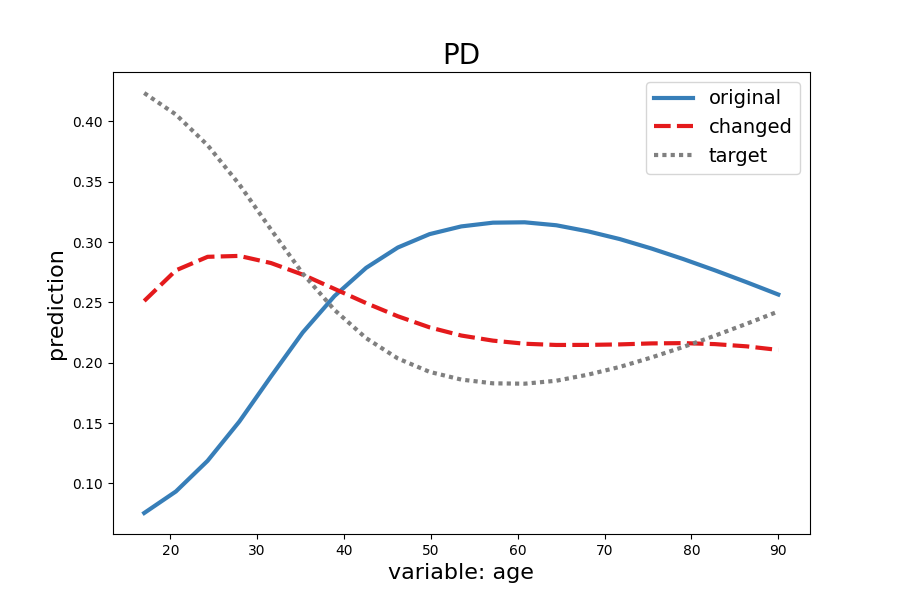 PD
original
changed
target
prediction
0.40
0.35
0.30
0.25
0.20
0.15
0.10
20 30 40 50 60 70 80 90
variable: age